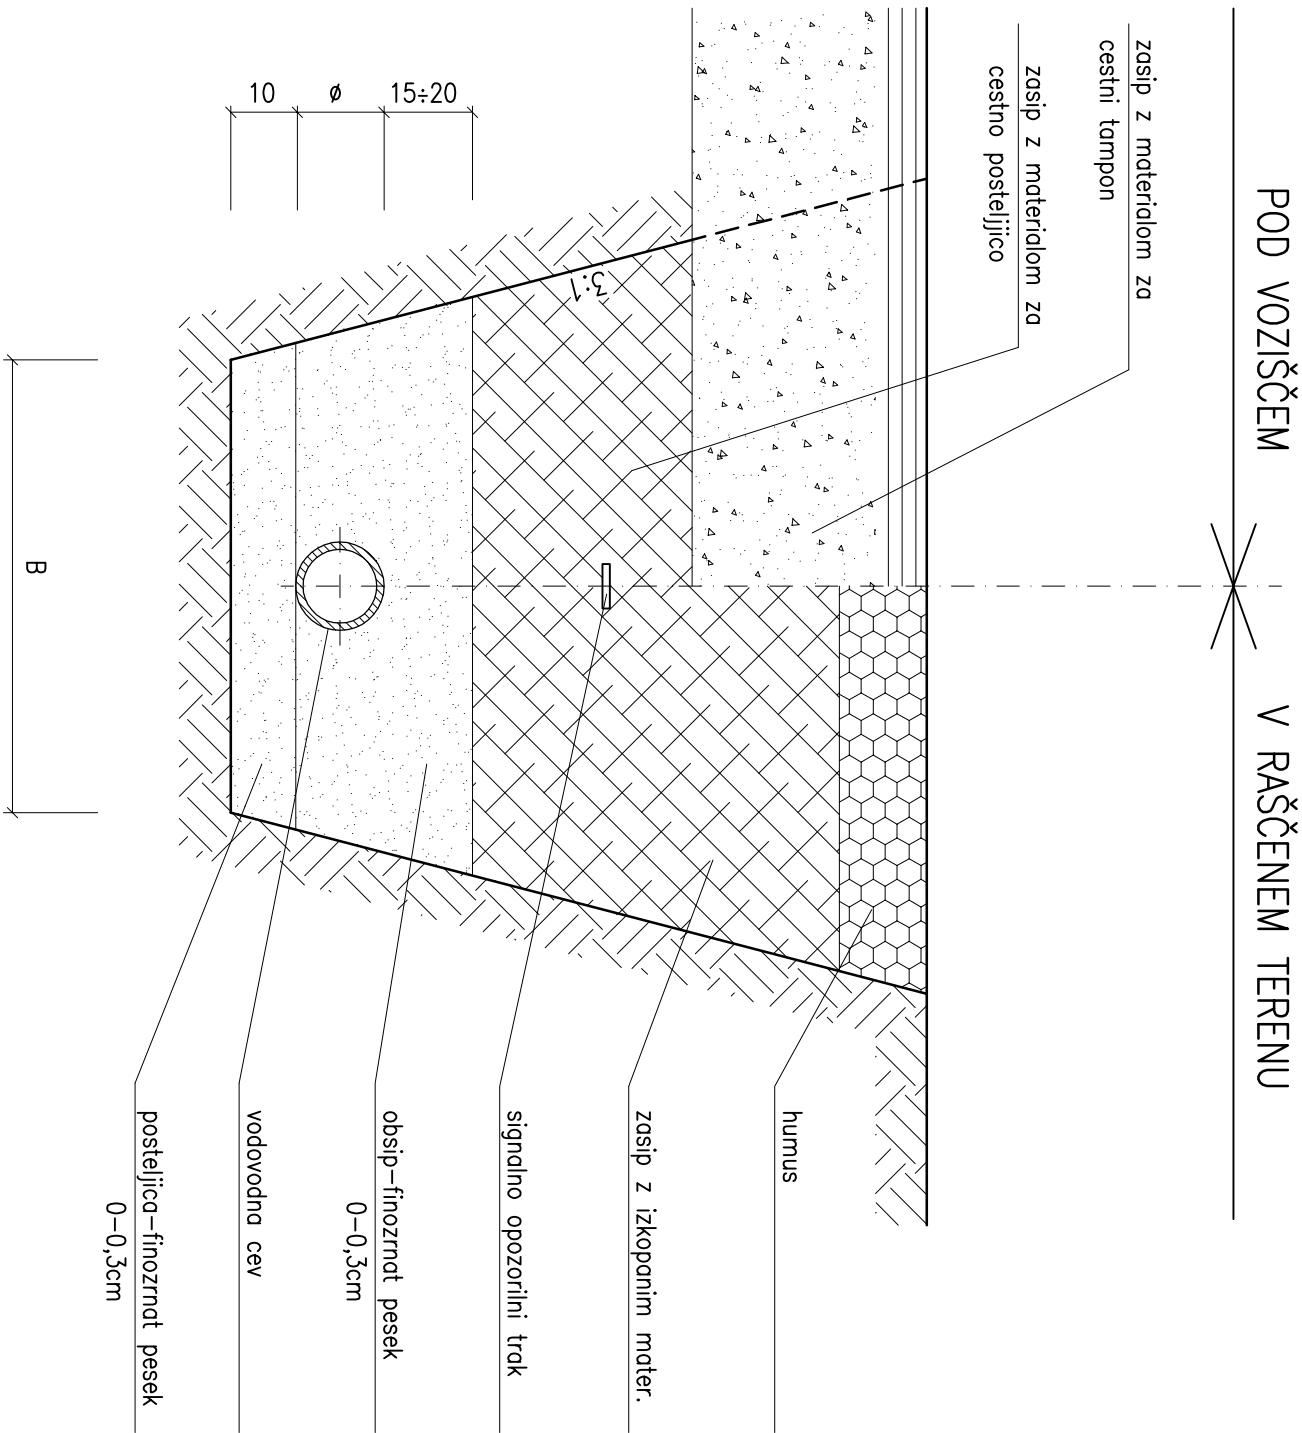 POD VOZIŠČEM
V RAŠČENEM TERENU
zasip z materialom za
cestni tampon
zasip z materialom za
cestno posteljjico
humus
zasip z izkopanim mater.
signalno opozorilni trak
obsip-finozrnat pesek
0-0,3cm
vodovodna cev
posteljica-finozrnat pesek
0-0,3cm
3:1
15÷20
ø
10
B